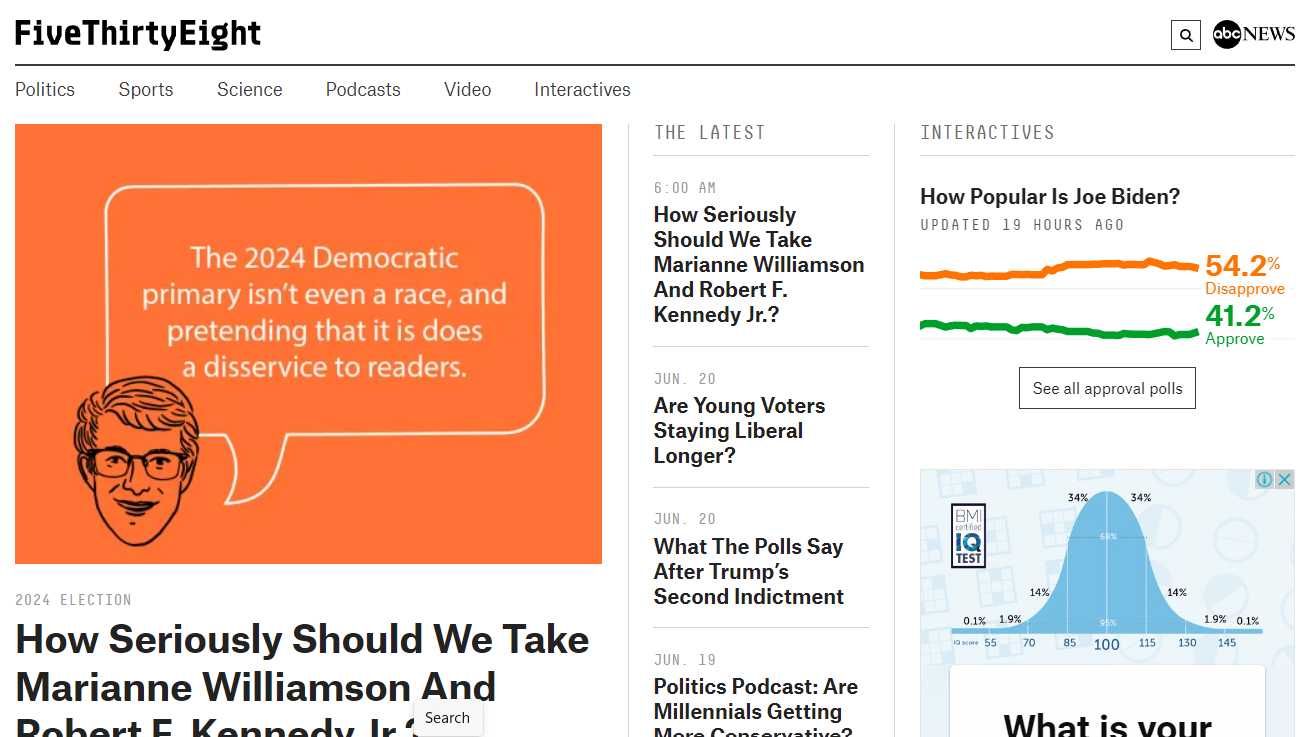 FiveThirtyEight
abc NEWS
Politics Sports Science Podcasts Video Interactives
The 2024 Democratic
primary isn't even a race, and
pretending that it is does
a disservice to readers.
2024 ELECTION
How Seriously Should We Take
Marianne Williamson And
Robert F. Kennedy Jr.?
Search
THE LATEST
6:00 AM
How Seriously
Should We Take
Marianne Williamson
And Robert F.
Kennedy Jr.?
JUN. 20
Are Young Voters
Staying Liberal
Longer?
JUN. 20
What The Polls Say
After Trump's
Second Indictment
JUN. 19
Politics Podcast: Are
Millennials Getting
More Conservative?
INTERACTIVES
How Popular Is Joe Biden?
UPDATED 19 HOURS AGO
54.2%
Disapprove
41.2%
Approve
See all approval polls
BMI
certified
IQ
TEST
34% 34%
68%
14% 14%
0.1% 1.9% 95% 1.9% 0.1%
IQ score 55 70 85 100 115 130 145
What is your